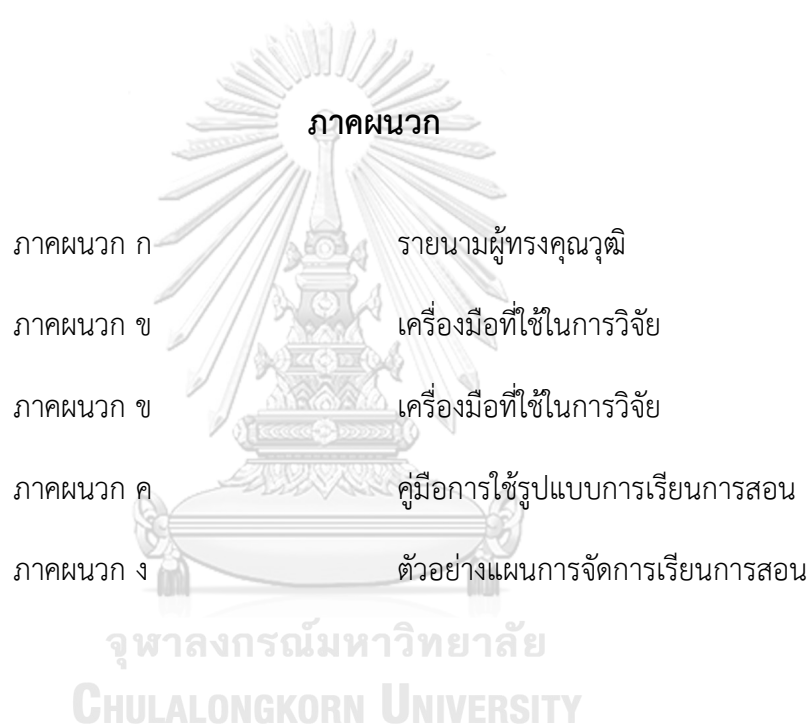 ภาคผนวก
ภาคผนวก ก รายนามผู้ทรงคุณวุฒิ
ภาคผนวก ข เครื่องมือที่ใช้ในการวิจัย
ภาคผนวก ข เครื่องมือที่ใช้ในการวิจัย
ภาคผนวก ค คู่มือการใช้รูปแบบการเรียนการสอน
ภาคผนวก ง ตัวอย่างแผนการจัดการเรียนการสอน
จุฬาลงกรณ์มหาวิทยาลัย
CHULALONGKORN UNIVERSITY